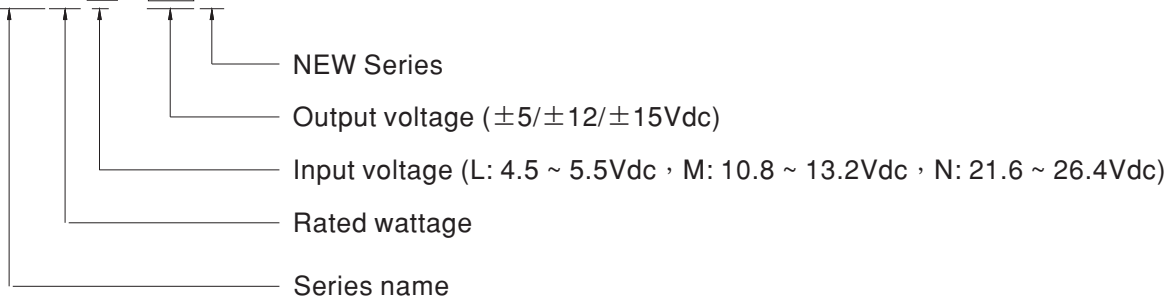 NEW Series
Output voltage (±5/±12/±15Vdc)
Input voltage (L: 4.5 ~ 5.5Vdc，M: 10.8 ~ 13.2Vdc，N: 21.6 ~ 26.4Vdc)
Rated wattage
Series name